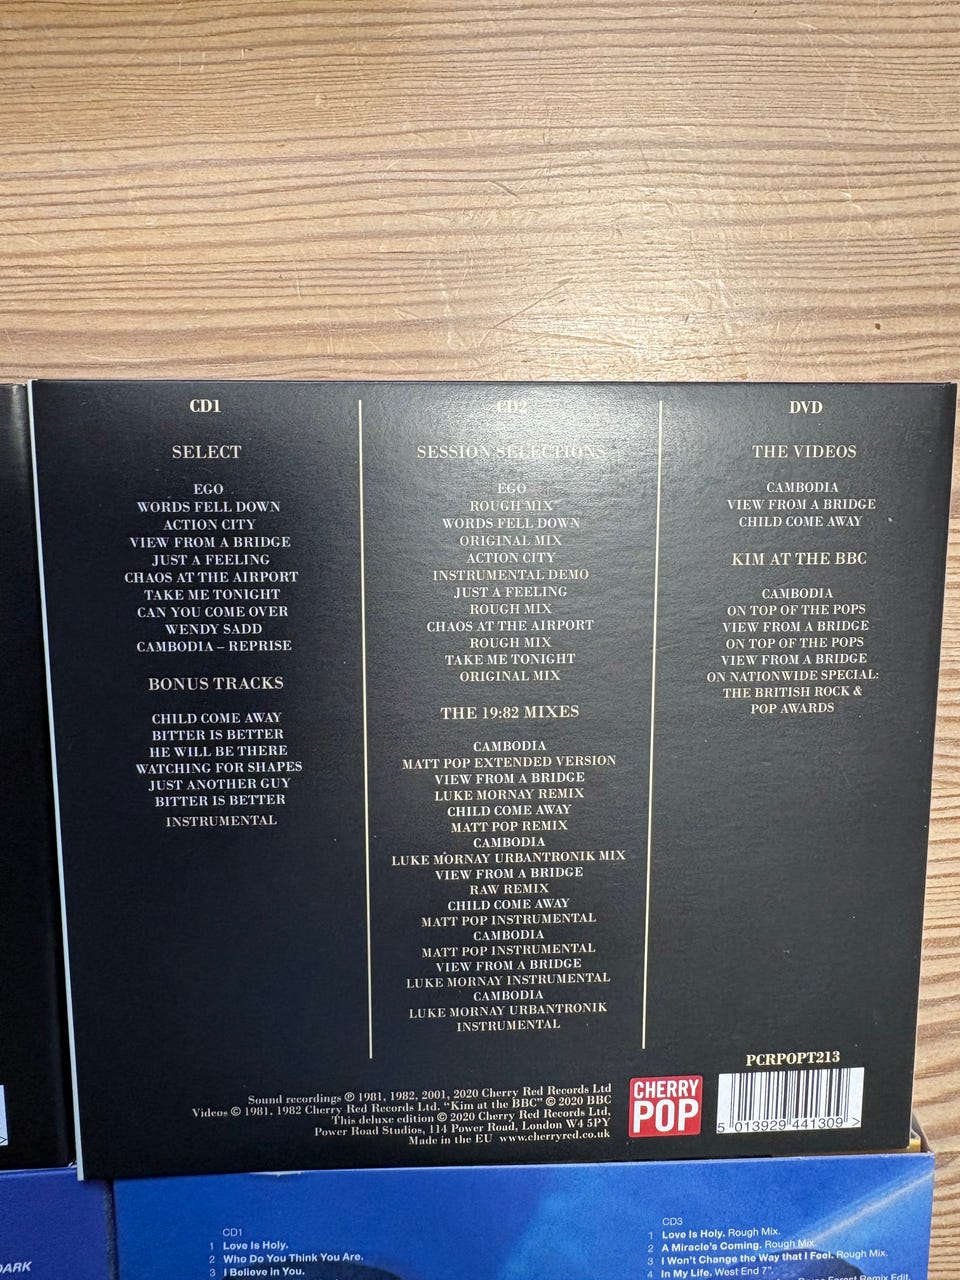 CD1
SELECT
EGO
WORDS FELL DOWN
ACTION CITY
VIEW FROM A BRIDGE
JUST A FEELING
CHAOS AT THE AIRPORT
TAKE ME TONIGHT
CAN YOU COME OVER
WENDY SADD
CAMBODIA – REPRISE
BONUS TRACKS
CHILD COME AWAY
BITTER IS BETTER
HE WILL BE THERE
WATCHING FOR SHAPES
JUST ANOTHER GUY
BITTER IS BETTER
INSTRUMENTAL
CD2
SESSION SELECTIONS
EGO
ROUGH MIX
WORDS FELL DOWN
ORIGINAL MIX
ACTION CITY
INSTRUMENTAL DEMO
JUST A FEELING
ROUGH MIX
CHAOS AT THE AIRPORT
ROUGH MIX
TAKE ME TONIGHT
ORIGINAL MIX
THE 19:82 MIXES
CAMBODIA
MATT POP EXTENDED VERSION
VIEW FROM A BRIDGE
LUKE MORNAY REMIX
CHILD COME AWAY
MATT POP REMIX
CAMBODIA
LUKE MORNAY URBANTRONIK MIX
VIEW FROM A BRIDGE
RAW REMIX
CHILD COME AWAY
MATT POP INSTRUMENTAL
CAMBODIA
MATT POP INSTRUMENTAL
VIEW FROM A BRIDGE
LUKE MORNAY INSTRUMENTAL
CAMBODIA
LUKE MORNAY URBANTRONIK
INSTRUMENTAL
DVD
THE VIDEOS
CAMBODIA
VIEW FROM A BRIDGE
CHILD COME AWAY
KIM AT THE BBC
CAMBODIA
ON TOP OF THE POPS
VIEW FROM A BRIDGE
ON TOP OF THE POPS
VIEW FROM A BRIDGE
ON NATIONWIDE SPECIAL:
THE BRITISH ROCK &
POP AWARDS
Sound recordings ℗ 1981, 1982, 2001, 2020 Cherry Red Records Ltd
Videos © 1981, 1982 Cherry Red Records Ltd. "Kim at the BBC" © 2020 BBC
This deluxe edition © 2020 Cherry Red Records Ltd,
Power Road Studios, 114 Power Road, London W4 5PY
Made in the EU www.cherryred.co.uk
CHERRY
POP
PCRPOPT213
5 013929 441309 >
DARK
CD1
1 Love Is Holy.
2 Who Do You Think You Are.
3 I Believe in You.
CD3
1 Love Is Holy. Rough Mix.
2 A Miracle's Coming. Rough Mix.
3 I Won't Change the Way that I Feel. Rough Mix.
4 In My Life. West End 7".
Forest Remix Edit.